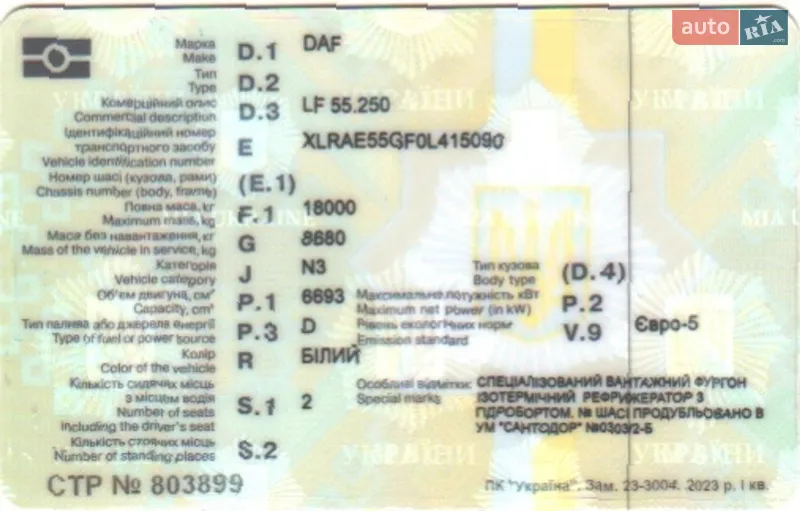 auto RIA.com
Марка
Make D.1 DAF
Тип
Type D.2
Комерційний опис
Commercial description D.3 LF 55.250
Ідентифікаційний номер
транспортного засобу
Vehicle identification number E XLRAE55GF0L415090
Номер шасі (кузова, рами)
Chassis number (body, frame) (E.1)
Повна маса, кг
Maximum mass, kg F.1 18000
Маса без навантаження, кг
Mass of the vehicle in service, kg G 8680
Категорія
Vehicle category J N3
Тип кузова
Body type (D.4)
Об'єм двигуна, см³
Capacity, cm³ P.1 6693
Максимальна потужність кВт
Maximum net power (in kW) P.2
Тип палива або джерела енергії
Type of fuel or power source P.3 D
Рівень екологічних норм
Emission standard V.9 Євро-5
Колір
Color of the vehicle R БІЛИЙ
Кількість сидячих місць
з місцем водія
Number of seats
including the driver's seat S.1 2
Особливі відмітки:
Special marks
СПЕЦІАЛІЗОВАНИЙ ВАНТАЖНИЙ ФУРГОН
ІЗОТЕРМІЧНИЙ РЕФРИЖЕРАТОР З
ГІДРОБОРТОМ. № ШАСІ ПРОДУБЛЬОВАНО В
УМ "САНТОДОР" №0303/2-Б
Кількість стоячих місць
Number of standing places S.2
СТР № 803899
ПК "Україна". Зам. 23-3004. 2023 р. I кв.